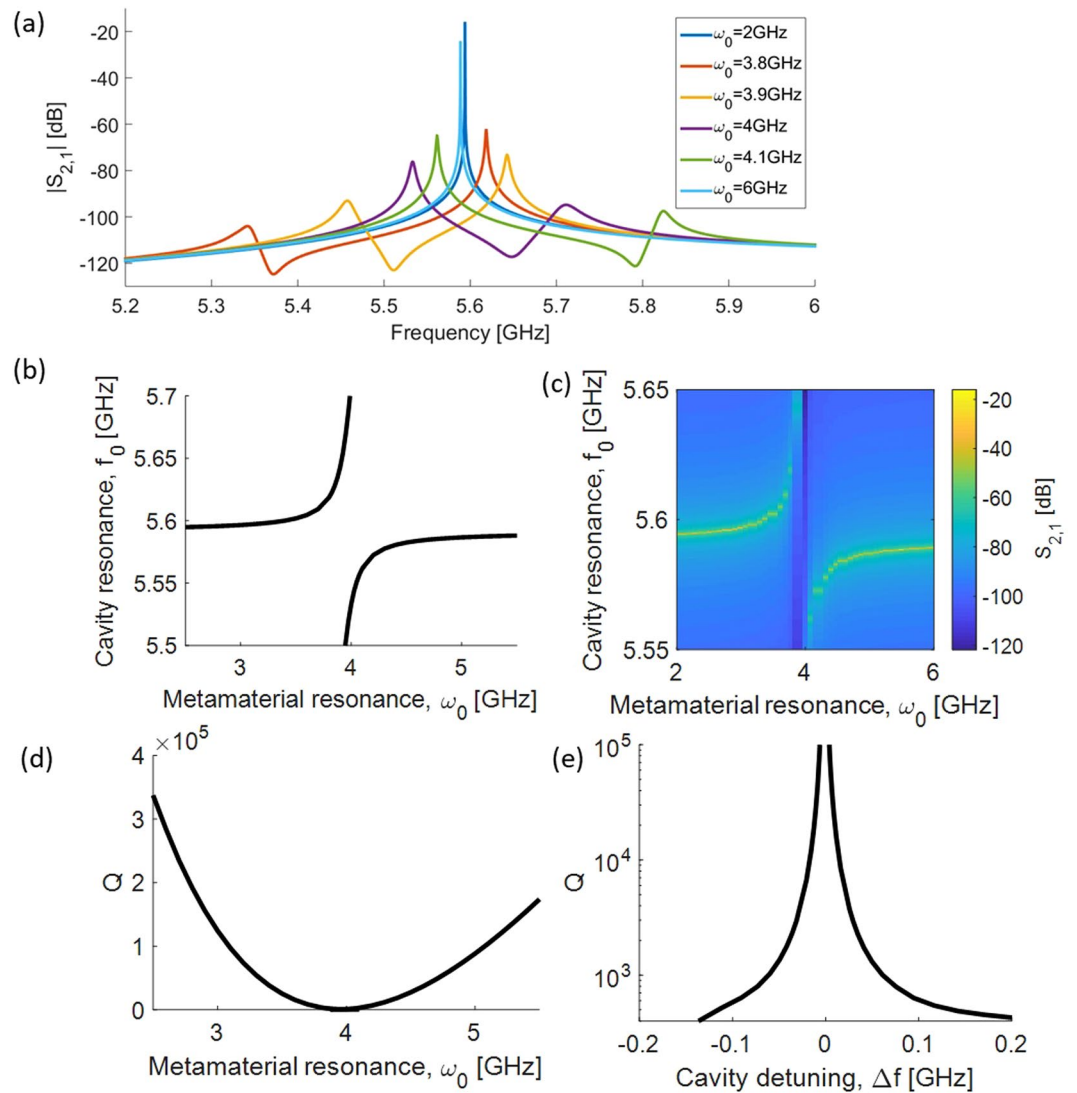 (a)
|S2,1| [dB]
-20
-40
-60
-80
-100
-120
5.2
5.3
5.4
5.5
5.6
5.7
5.8
5.9
6
Frequency [GHz]
ω0=2GHz
ω0=3.8GHz
ω0=3.9GHz
ω0=4GHz
ω0=4.1GHz
ω0=6GHz
(b)
Cavity resonance, f0 [GHz]
5.7
5.65
5.6
5.55
5.5
3
4
5
Metamaterial resonance, ω0 [GHz]
(c)
Cavity resonance, f0 [GHz]
5.65
5.6
5.55
2
4
6
Metamaterial resonance, ω0 [GHz]
-20
-40
-60
-80
-100
-120
S2,1 [dB]
(d)
×10^5
Q
4
3
2
1
0
3
4
5
Metamaterial resonance, ω0 [GHz]
(e)
Q
10^5
10^4
10^3
-0.2
-0.1
0
0.1
0.2
Cavity detuning, Δf [GHz]